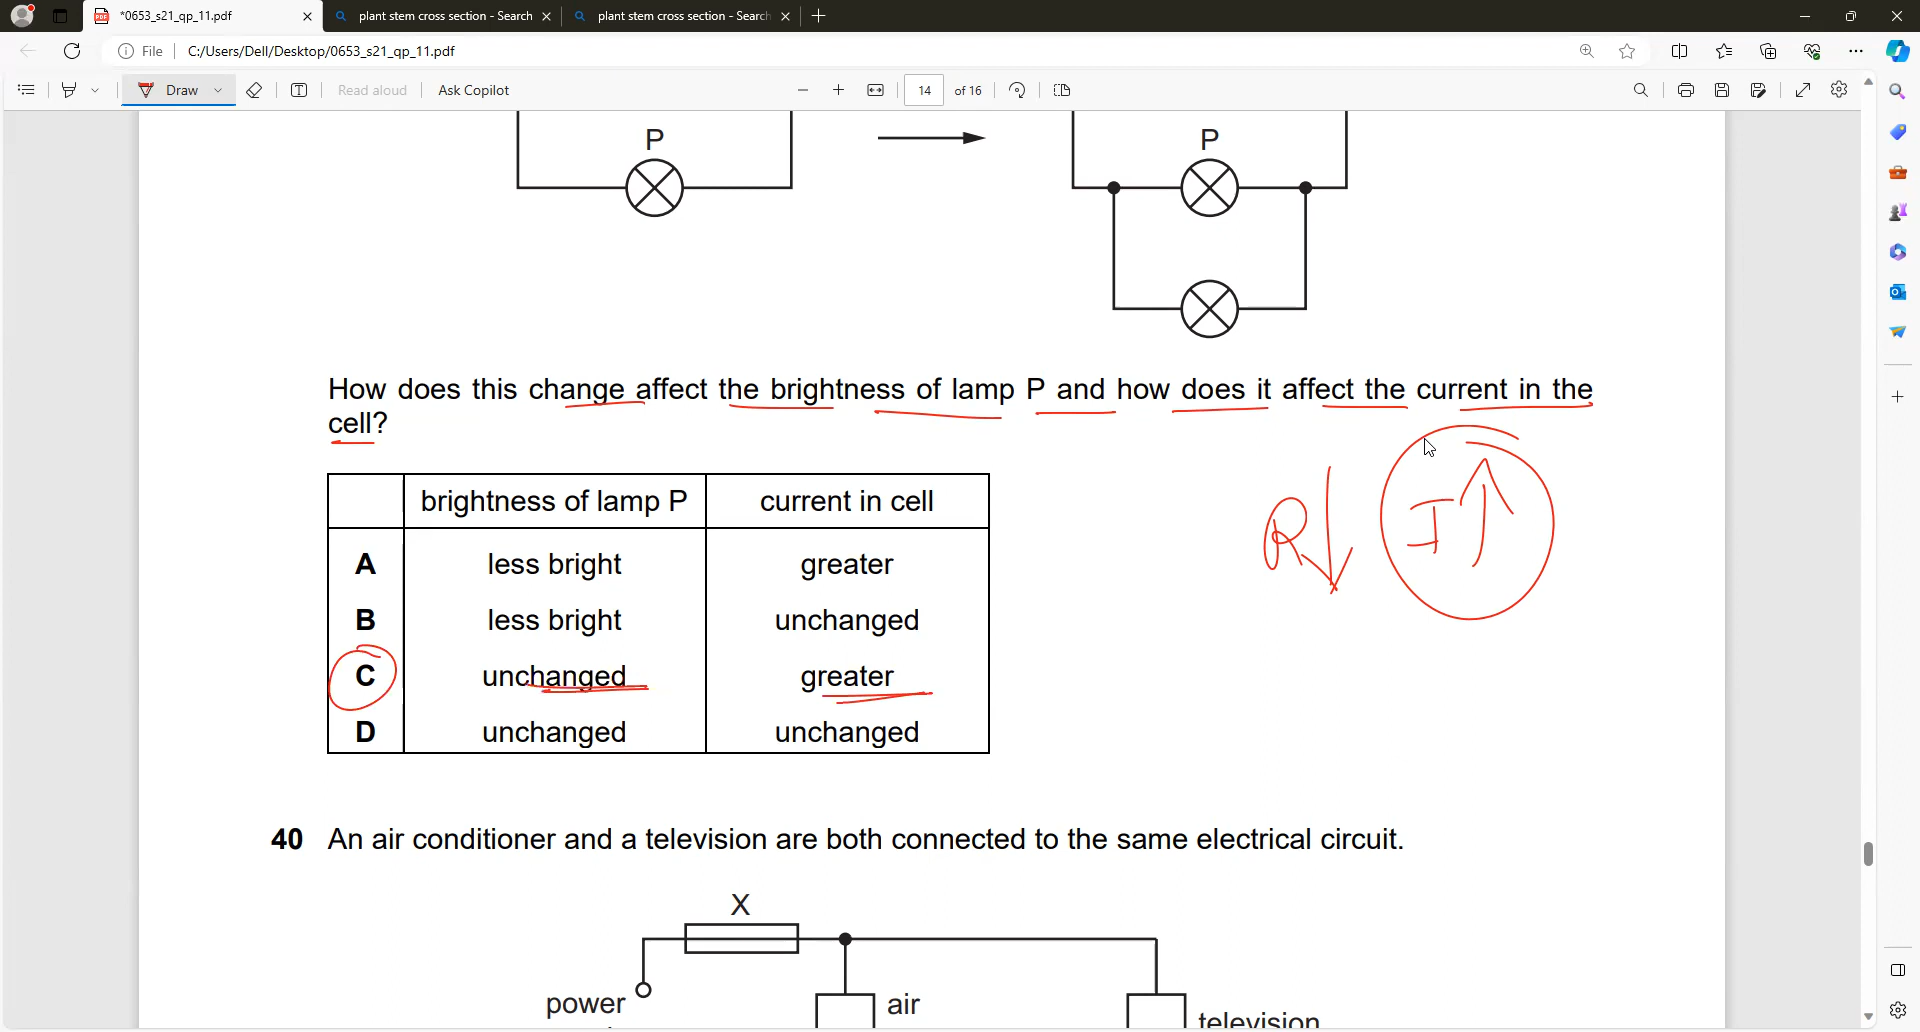 *0653_s21_qp_11.pdf
plant stem cross section - Search
plant stem cross section - Search
File
C:/Users/Dell/Desktop/0653_s21_qp_11.pdf
Draw
Read aloud
Ask Copilot
14
of 16
P
P
How does this change affect the brightness of lamp P and how does it affect the current in the
cell?
R I
brightness of lamp P current in cell
A less bright greater
B less bright unchanged
C unchanged greater
D unchanged unchanged
40 An air conditioner and a television are both connected to the same electrical circuit.
X
power
air
television